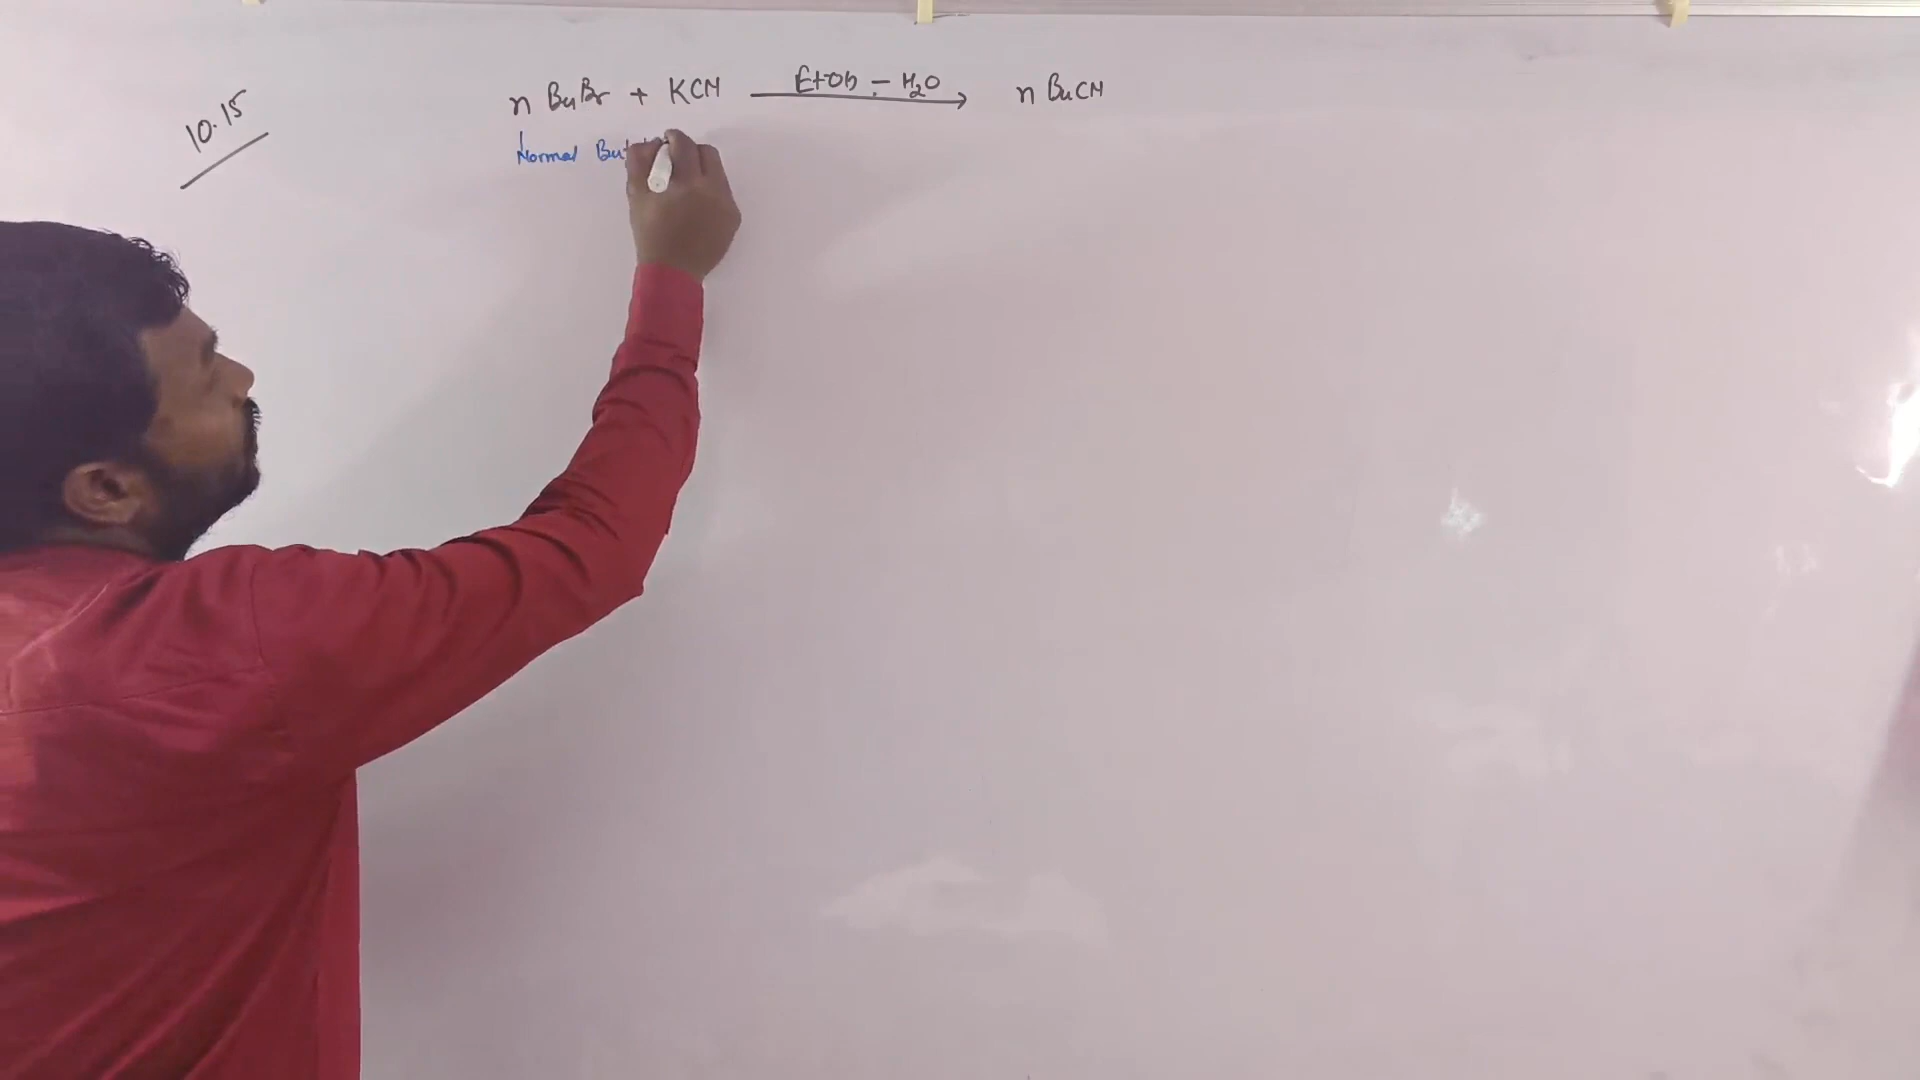 10.15
n BuBr + KCN EtOH - H₂O → n BuCN
Normal But